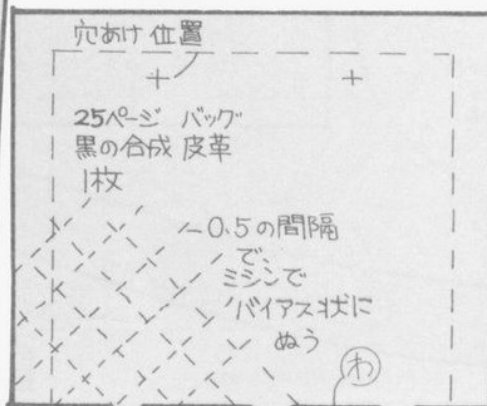 穴あけ位置
25ページ バッグ
黒の合成皮革
1枚
0.5の間隔
で、
ミシンで
バイアス状に
ぬう
わ